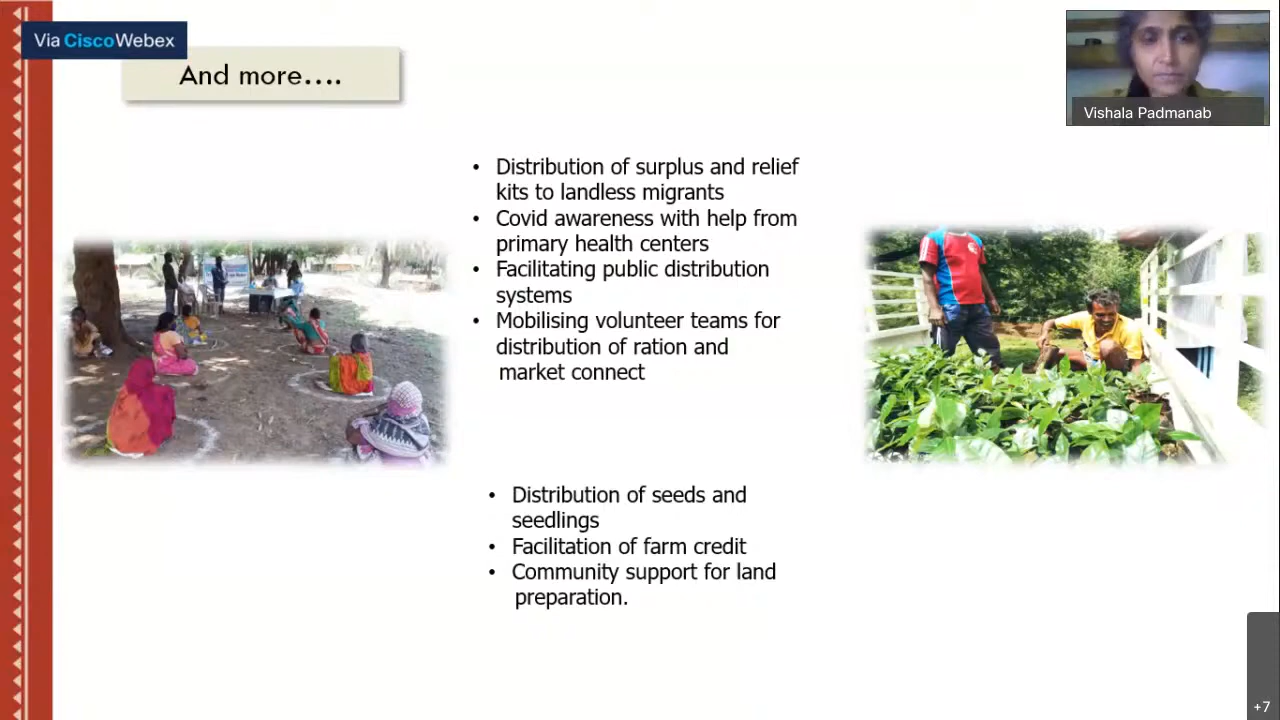 Via CiscoWebex
And more....
Vishala Padmanab
• Distribution of surplus and relief
kits to landless migrants
• Covid awareness with help from
primary health centers
• Facilitating public distribution
systems
• Mobilising volunteer teams for
distribution of ration and
market connect
• Distribution of seeds and
seedlings
• Facilitation of farm credit
• Community support for land
preparation.
+7